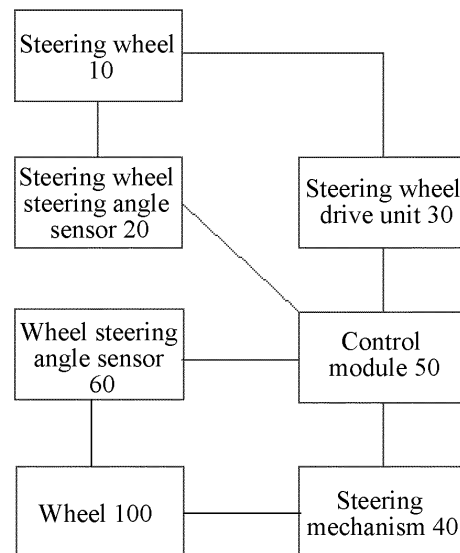 Steering wheel
10
Steering wheel
steering angle
sensor 20
Steering wheel
drive unit 30
Wheel steering
angle sensor
60
Control
module 50
Wheel 100
Steering
mechanism 40